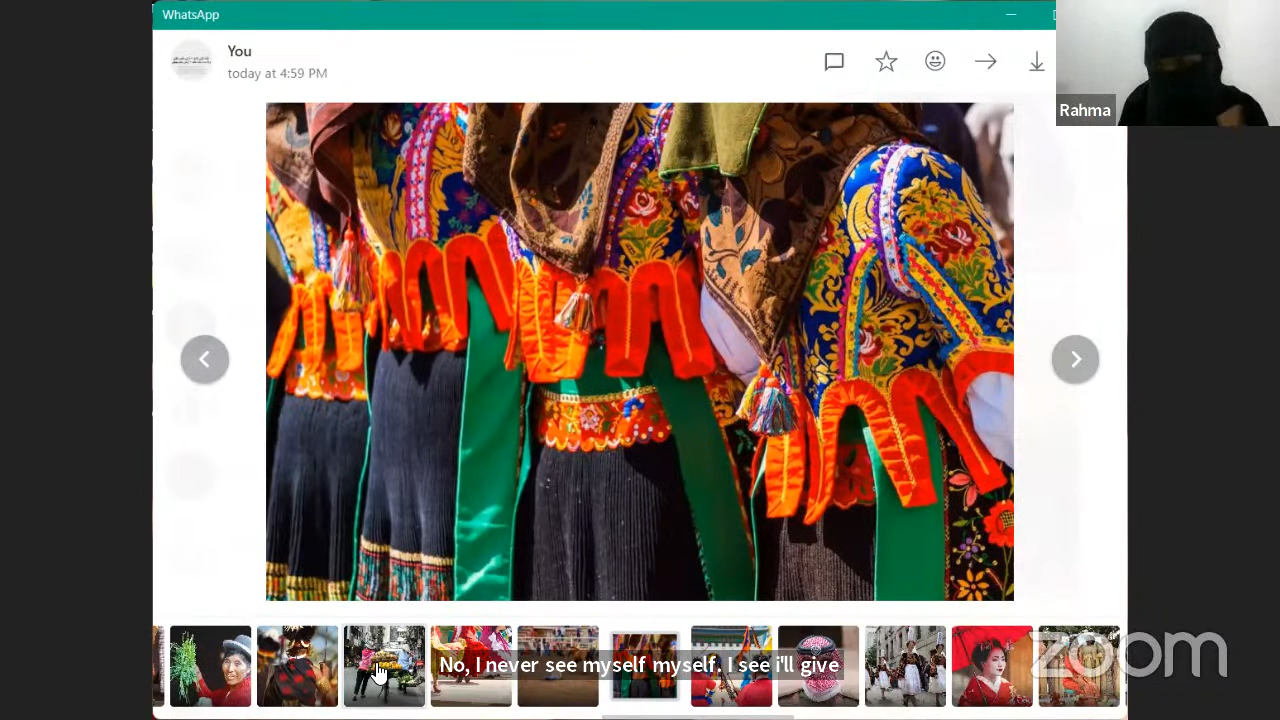 WhatsApp
You
today at 4:59 PM
Rahma
No, I never see myself myself. I see i'll give
zoom